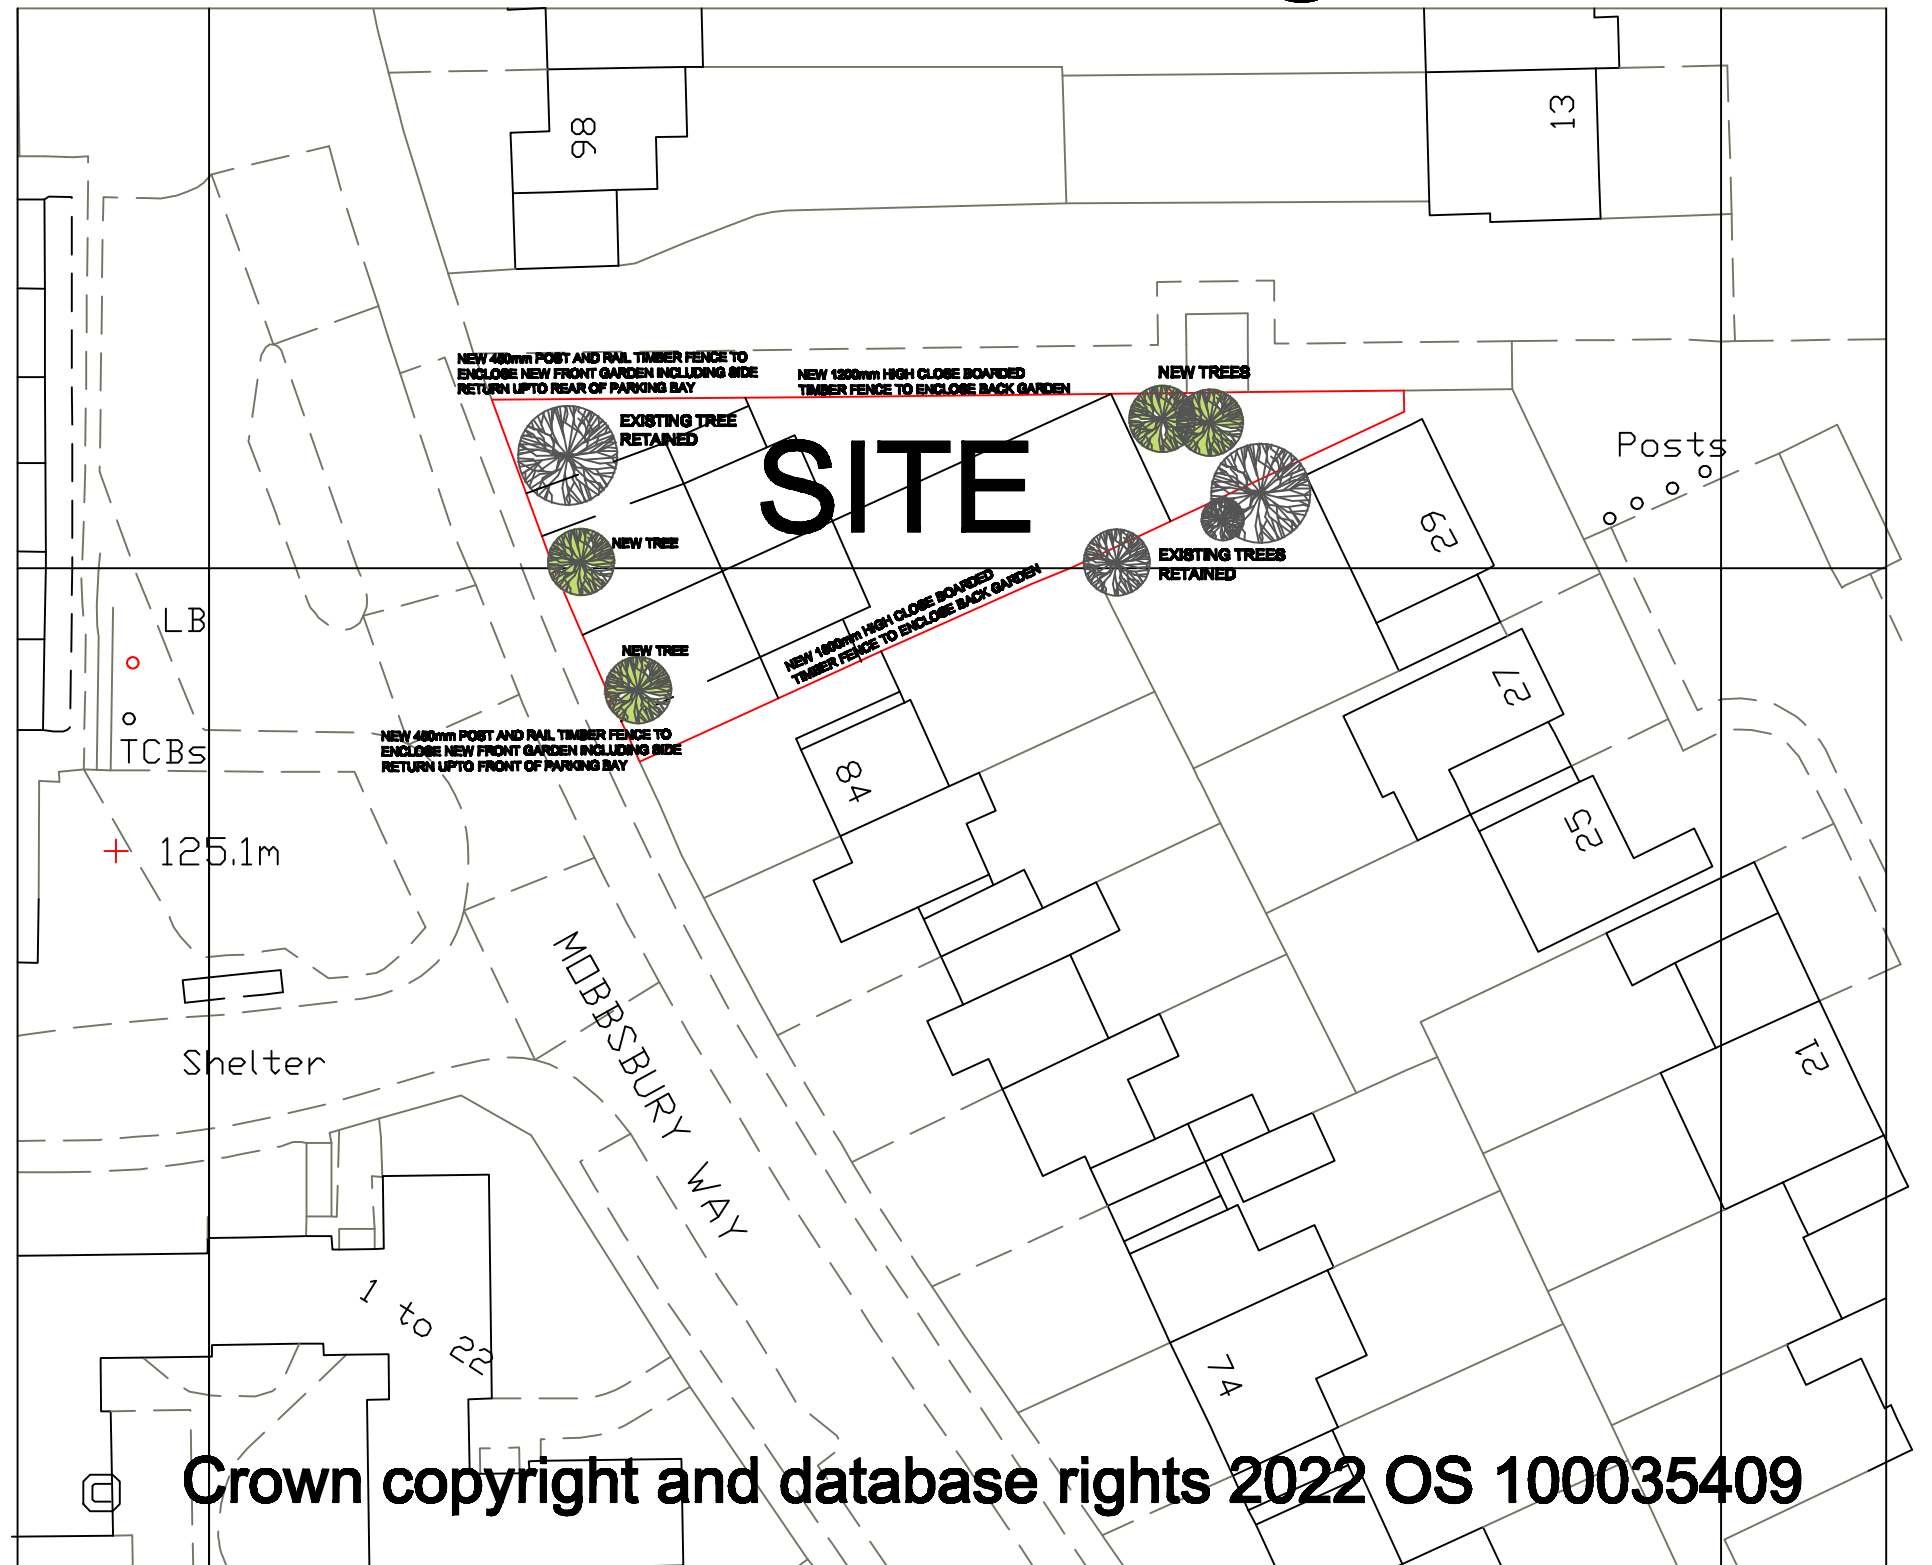 98
13
NEW 450mm POST AND RAIL TIMBER FENCE TO
ENCLOSE NEW FRONT GARDEN INCLUDING SIDE
RETURN UPTO REAR OF PARKING BAY
NEW 1200mm HIGH CLOSE BOARDED
TIMBER FENCE TO ENCLOSE BACK GARDEN
NEW TREES
EXISTING TREE
RETAINED
SITE
Posts
29
NEW TREE
EXISTING TREES
RETAINED
NEW 1800mm HIGH CLOSE BOARDED
TIMBER FENCE TO ENCLOSE BACK GARDEN
LB
NEW TREE
27
NEW 450mm POST AND RAIL TIMBER FENCE TO
ENCLOSE NEW FRONT GARDEN INCLUDING SIDE
RETURN UPTO FRONT OF PARKING BAY
TCBs
84
25
125.1m
MOBBSBURY WAY
Shelter
21
1 to 22
74
Crown copyright and database rights 2022 OS 100035409